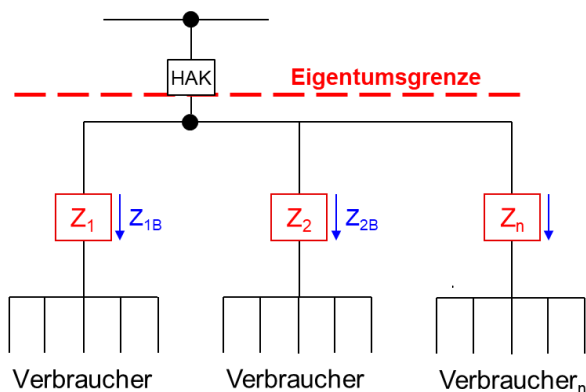 HAK
Eigentumsgrenze
Z₁ Z₁B Z₂ Z₂B Zₙ
Verbraucher Verbraucher Verbraucherₙ